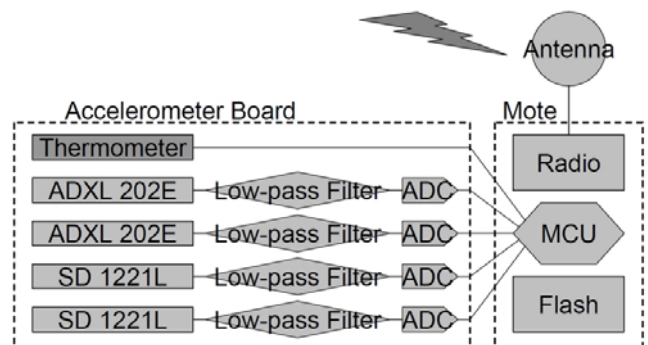 Antenna
Accelerometer Board
Mote
Thermometer
Radio
ADXL 202E Low-pass Filter ADC
ADXL 202E Low-pass Filter ADC
MCU
SD 1221L Low-pass Filter ADC
SD 1221L Low-pass Filter ADC
Flash